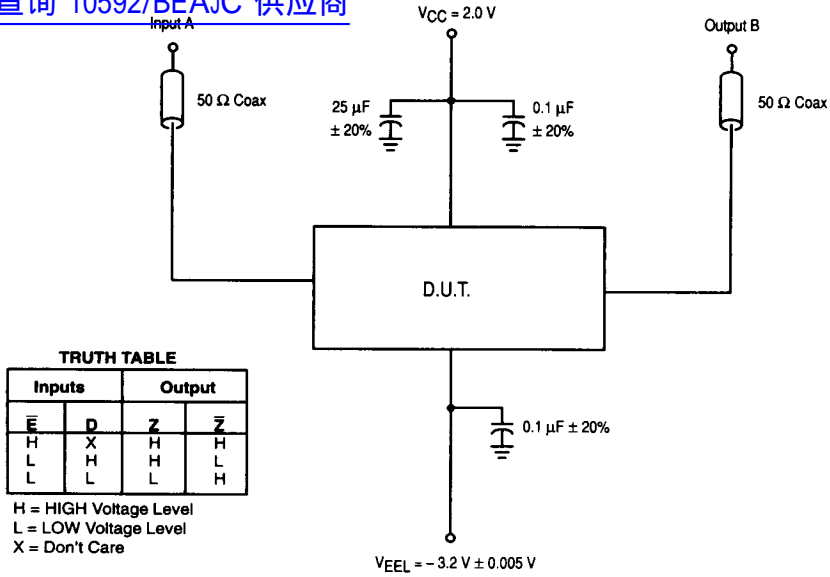 查询"10592/BEAJC"供应商
Input A
VCC = 2.0 V
Output B
50 Ω Coax
25 µF
± 20%
0.1 µF
± 20%
50 Ω Coax
D.U.T.
TRUTH TABLE
Inputs Output
E̅ D Z Z̅
H X H H
L H H L
L L L H
H = HIGH Voltage Level
L = LOW Voltage Level
X = Don't Care
0.1 µF ± 20%
VEEL = – 3.2 V ± 0.005 V